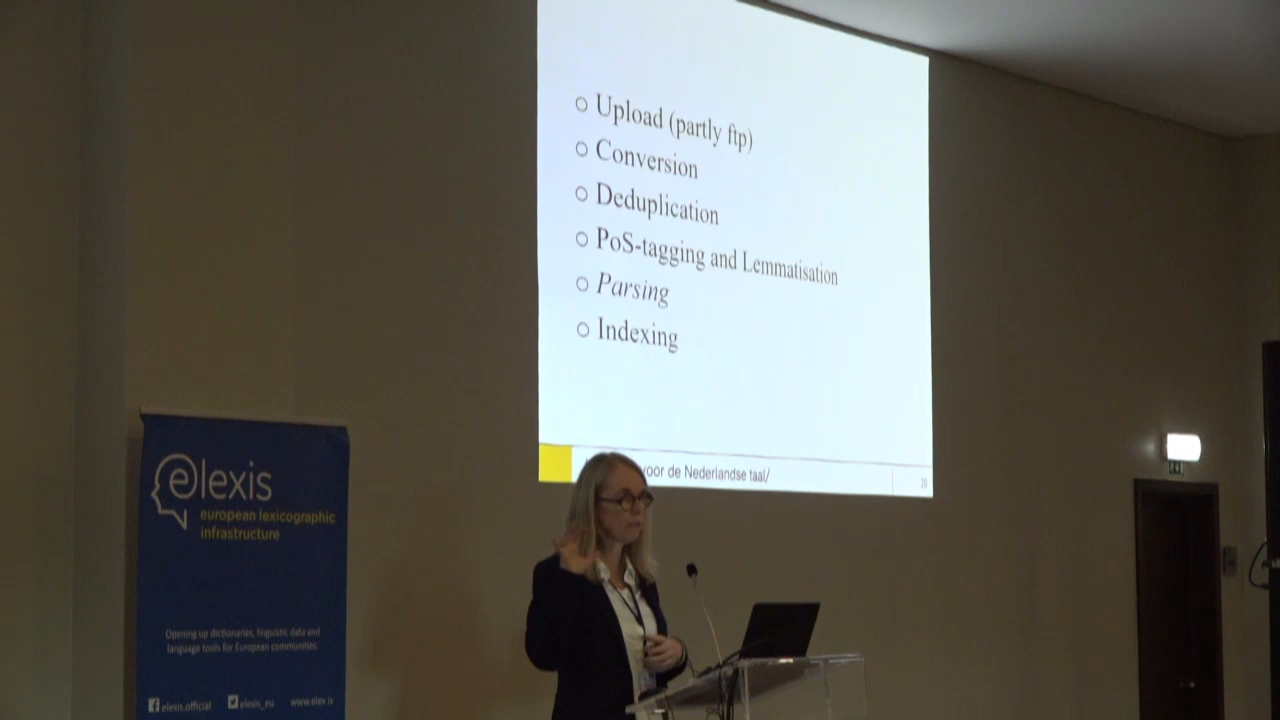 Upload (partly ftp)
Conversion
Deduplication
PoS-tagging and Lemmatisation
Parsing
Indexing
voor de Nederlandse taal/
20
elexis
european lexicographic
infrastructure
Opening up dictionaries, linguistic data and
language tools for European communities.
elexis.official elexis_eu www.elex.is